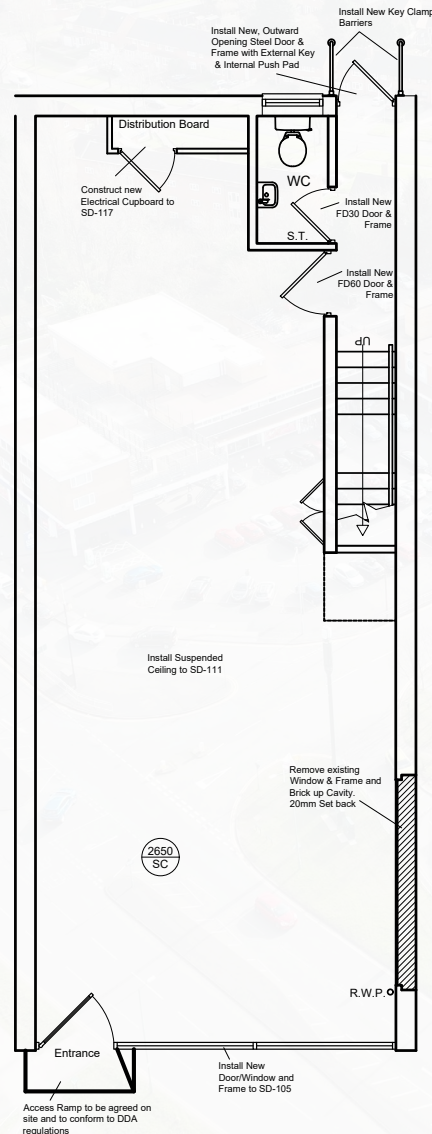 Install New Key Clamp
Barriers
Install New, Outward
Opening Steel Door &
Frame with External Key
& Internal Push Pad
Distribution Board
Construct new
Electrical Cupboard to
SD-117
WC
Install New
FD30 Door &
Frame
S.T.
Install New
FD60 Door &
Frame
UP
Install Suspended
Ceiling to SD-111
Remove existing
Window & Frame and
Brick up Cavity.
20mm Set back
2650
SC
R.W.P.
Entrance
Install New
Door/Window and
Frame to SD-105
Access Ramp to be agreed on
site and to conform to DDA
regulations